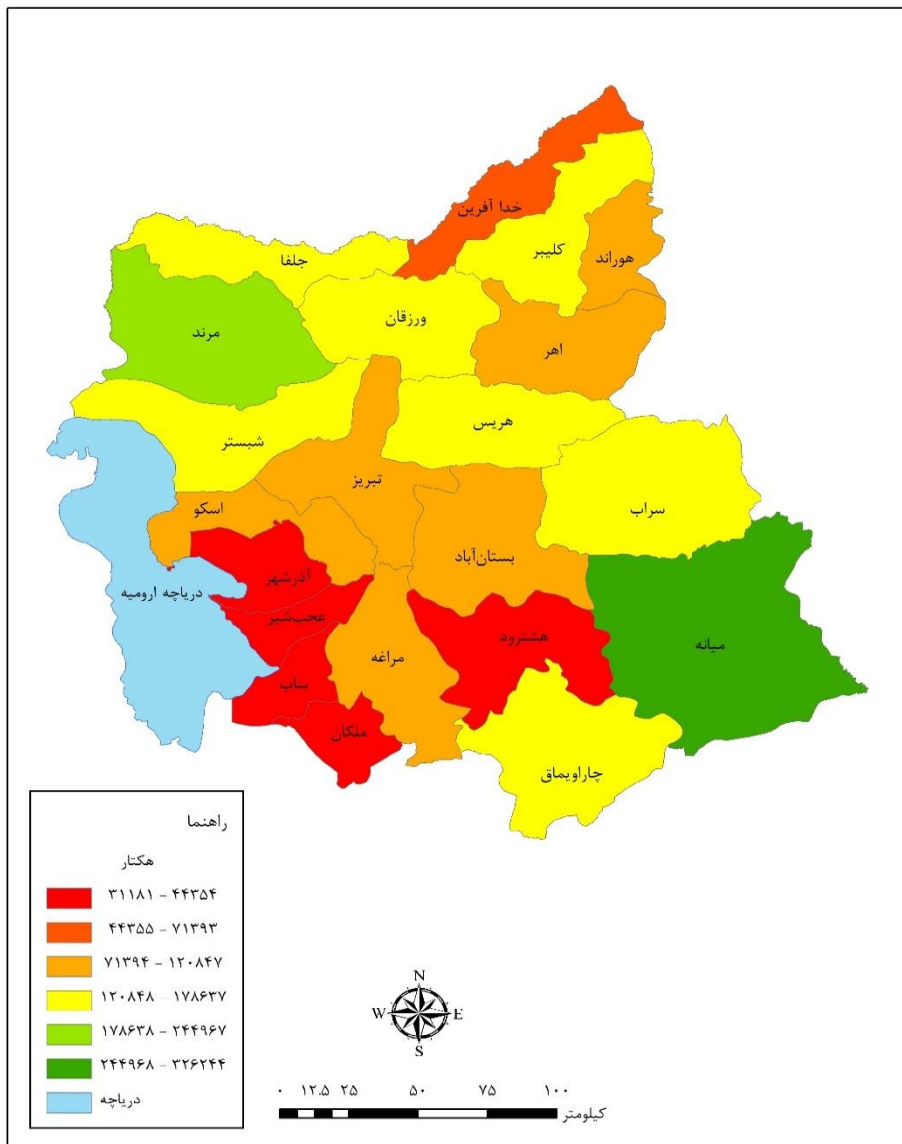 خدا آفرین
کلیبر
هوراند
جلفا
ورزقان
مرند
اهر
هریس
شبستر
تبریز
سراب
اسکو
بستان‌آباد
آذرشهر
دریاچه ارومیه
عجب‌شیر
هشترود
میانه
مراغه
بناب
ملکان
چاراویماق
راهنما
هکتار
۳۱۱۸۱ - ۴۴۳۵۴
۴۴۳۵۵ - ۷۱۳۹۳
۷۱۳۹۴ - ۱۲۰۸۴۷
۱۲۰۸۴۸ - ۱۷۸۶۳۷
۱۷۸۶۳۸ - ۲۴۴۹۶۷
۲۴۴۹۶۸ - ۳۲۶۲۴۴
دریاچه
N
W E
S
۰ ۱۲.۵ ۲۵ ۵۰ ۷۵ ۱۰۰
کیلومتر